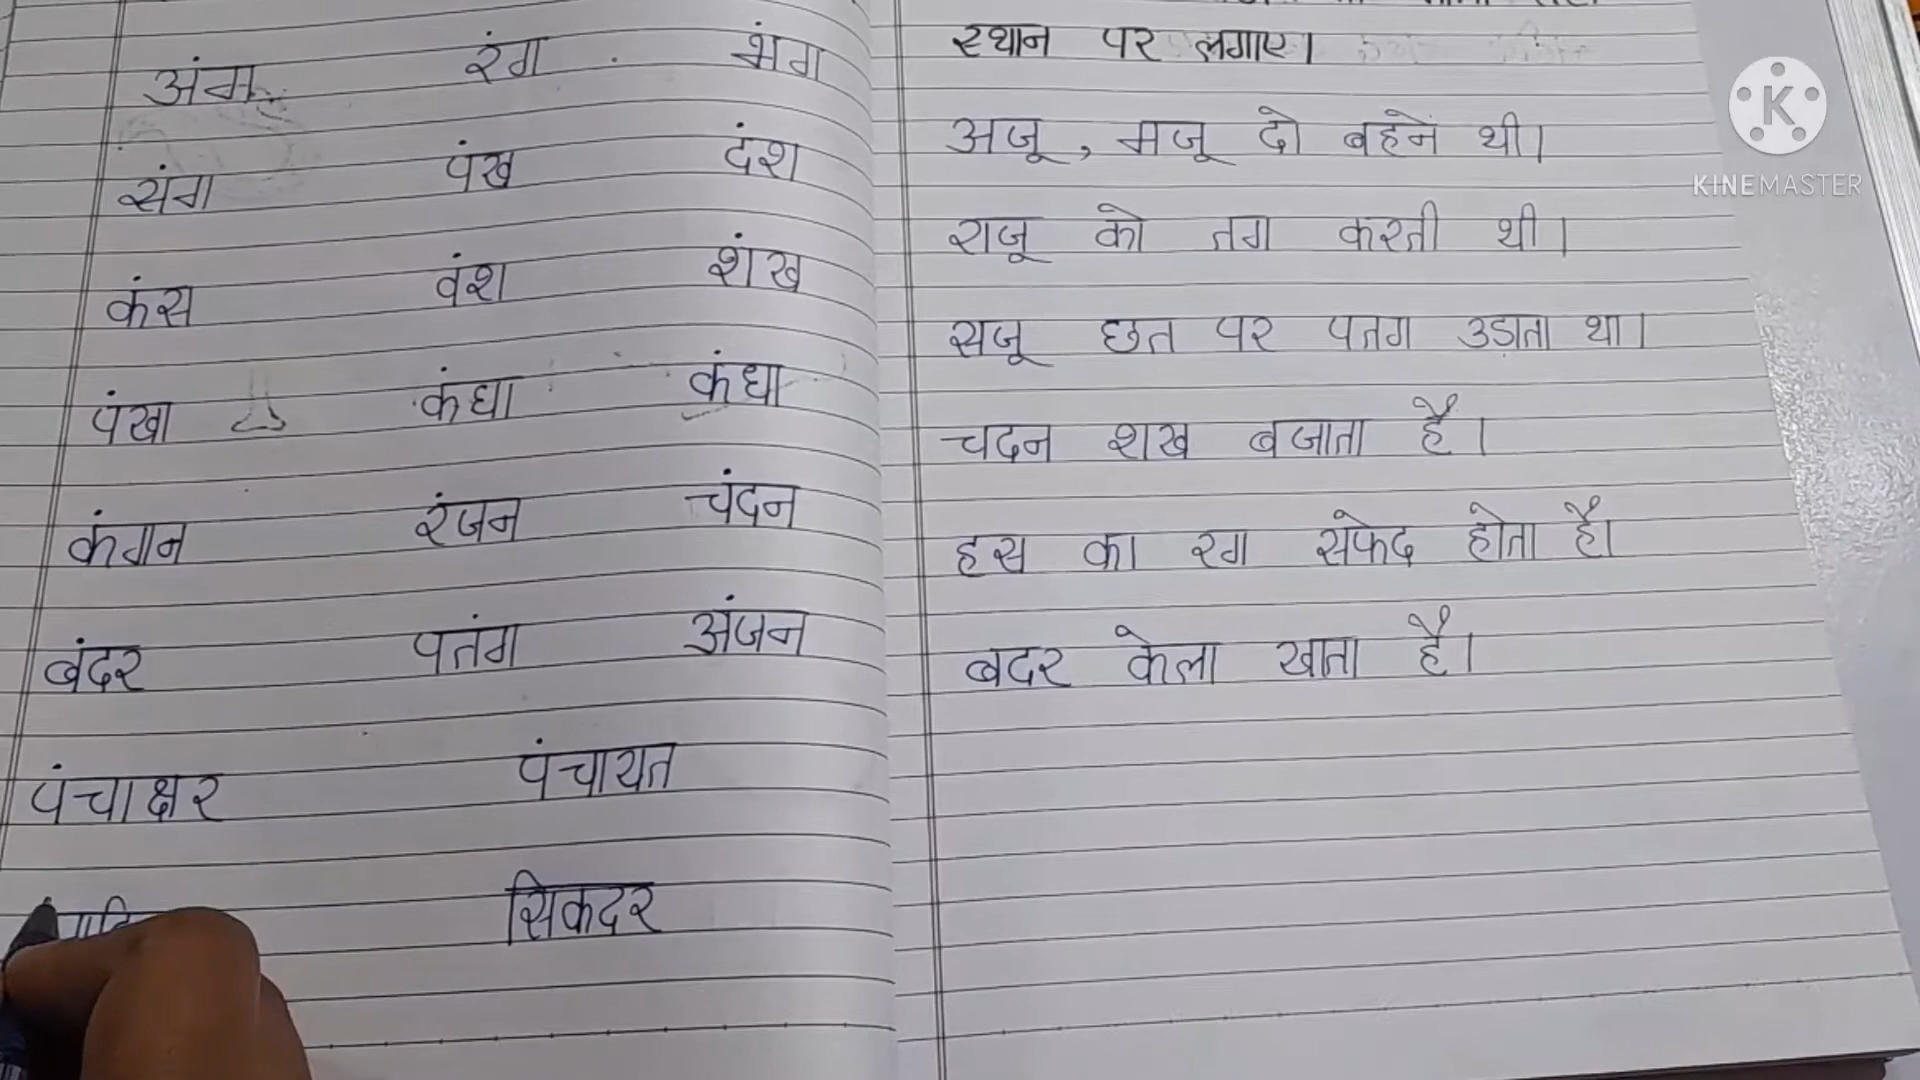 अंग रंग भंग
संग पंख दंश
कंस वंश शंख
पंखा कंघा कंधा
कंगन रंजन चंदन
बंदर पतंग अंजन
पंचाक्षर पंचायत
सिकदर
स्थान पर लगाए।
अजू , मजू दो बहने थी।
राजू को तग करती थी।
सजू छत पर पतग उडाता था।
चदन शख बजाता है।
हस का रग सफेद होता है।
बदर केला खाता है।
KINEMASTER